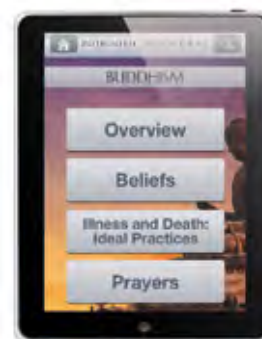 BUDDHISM
Overview
Beliefs
Illness and Death:
Ideal Practices
Prayers